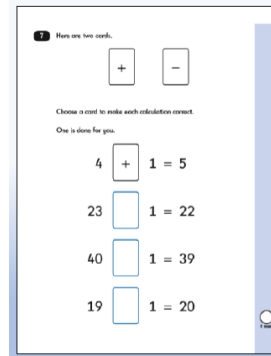 7 Here are two cards.
+ −
Choose a card to make each calculation correct.
One is done for you.
4 + 1 = 5
23 1 = 22
40 1 = 39
19 1 = 20